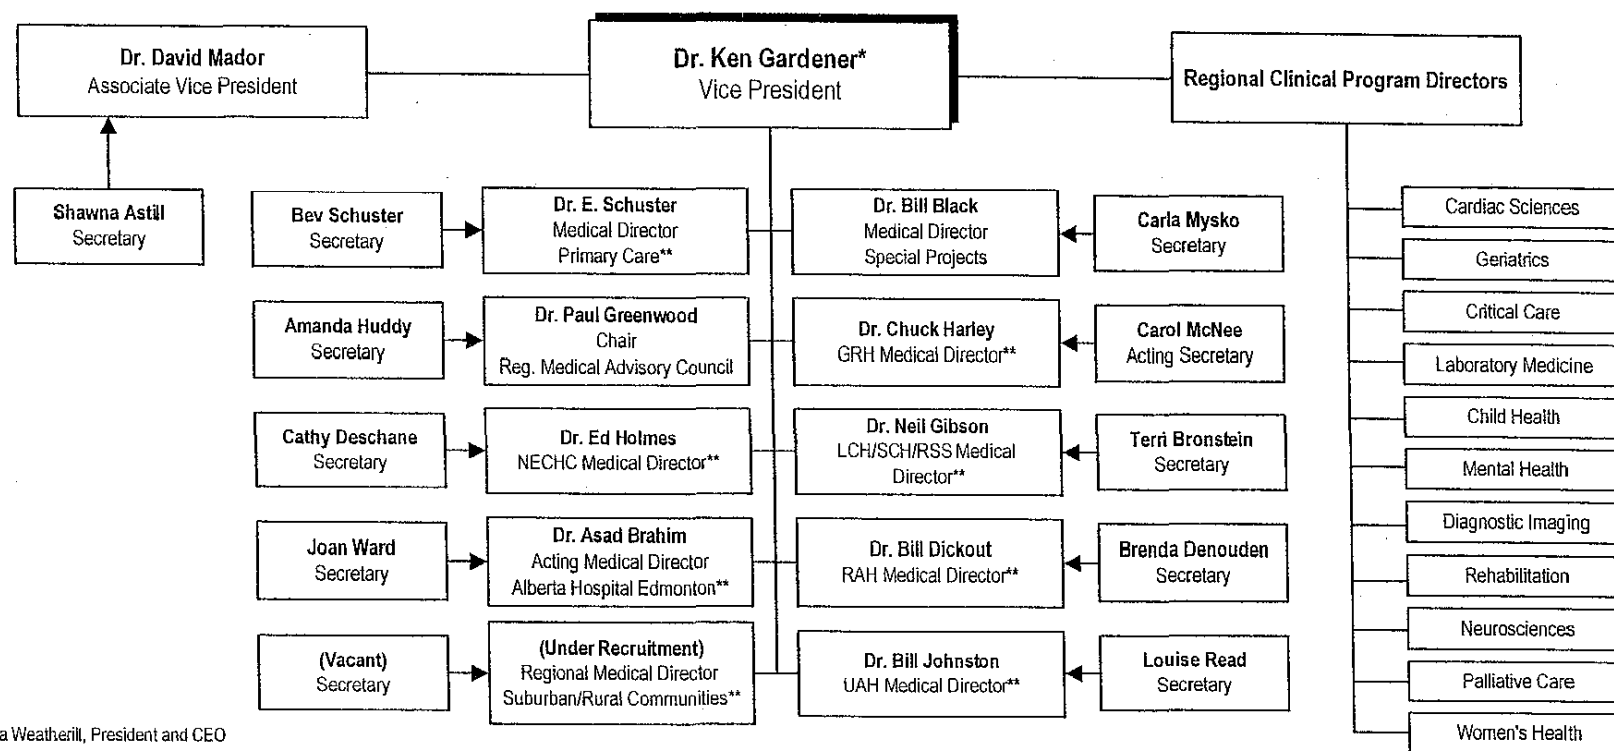 Dr. David Mador
Associate Vice President
Dr. Ken Gardener*
Vice President
Regional Clinical Program Directors
Shawna Astill
Secretary
Bev Schuster
Secretary
Dr. E. Schuster
Medical Director
Primary Care**
Dr. Bill Black
Medical Director
Special Projects
Carla Mysko
Secretary
Amanda Huddy
Secretary
Dr. Paul Greenwood
Chair
Reg. Medical Advisory Council
Dr. Chuck Harley
GRH Medical Director**
Carol McNee
Acting Secretary
Cathy Deschane
Secretary
Dr. Ed Holmes
NECHC Medical Director**
Dr. Neil Gibson
LCH/SCH/RSS Medical
Director**
Terri Bronstein
Secretary
Joan Ward
Secretary
Dr. Asad Brahim
Acting Medical Director
Alberta Hospital Edmonton**
Dr. Bill Dickout
RAH Medical Director**
Brenda Denouden
Secretary
(Vacant)
Secretary
(Under Recruitment)
Regional Medical Director
Suburban/Rural Communities**
Dr. Bill Johnston
UAH Medical Director**
Louise Read
Secretary
Cardiac Sciences
Geriatrics
Critical Care
Laboratory Medicine
Child Health
Mental Health
Diagnostic Imaging
Rehabilitation
Neurosciences
Palliative Care
Women's Health
a Weatherill, President and CEO